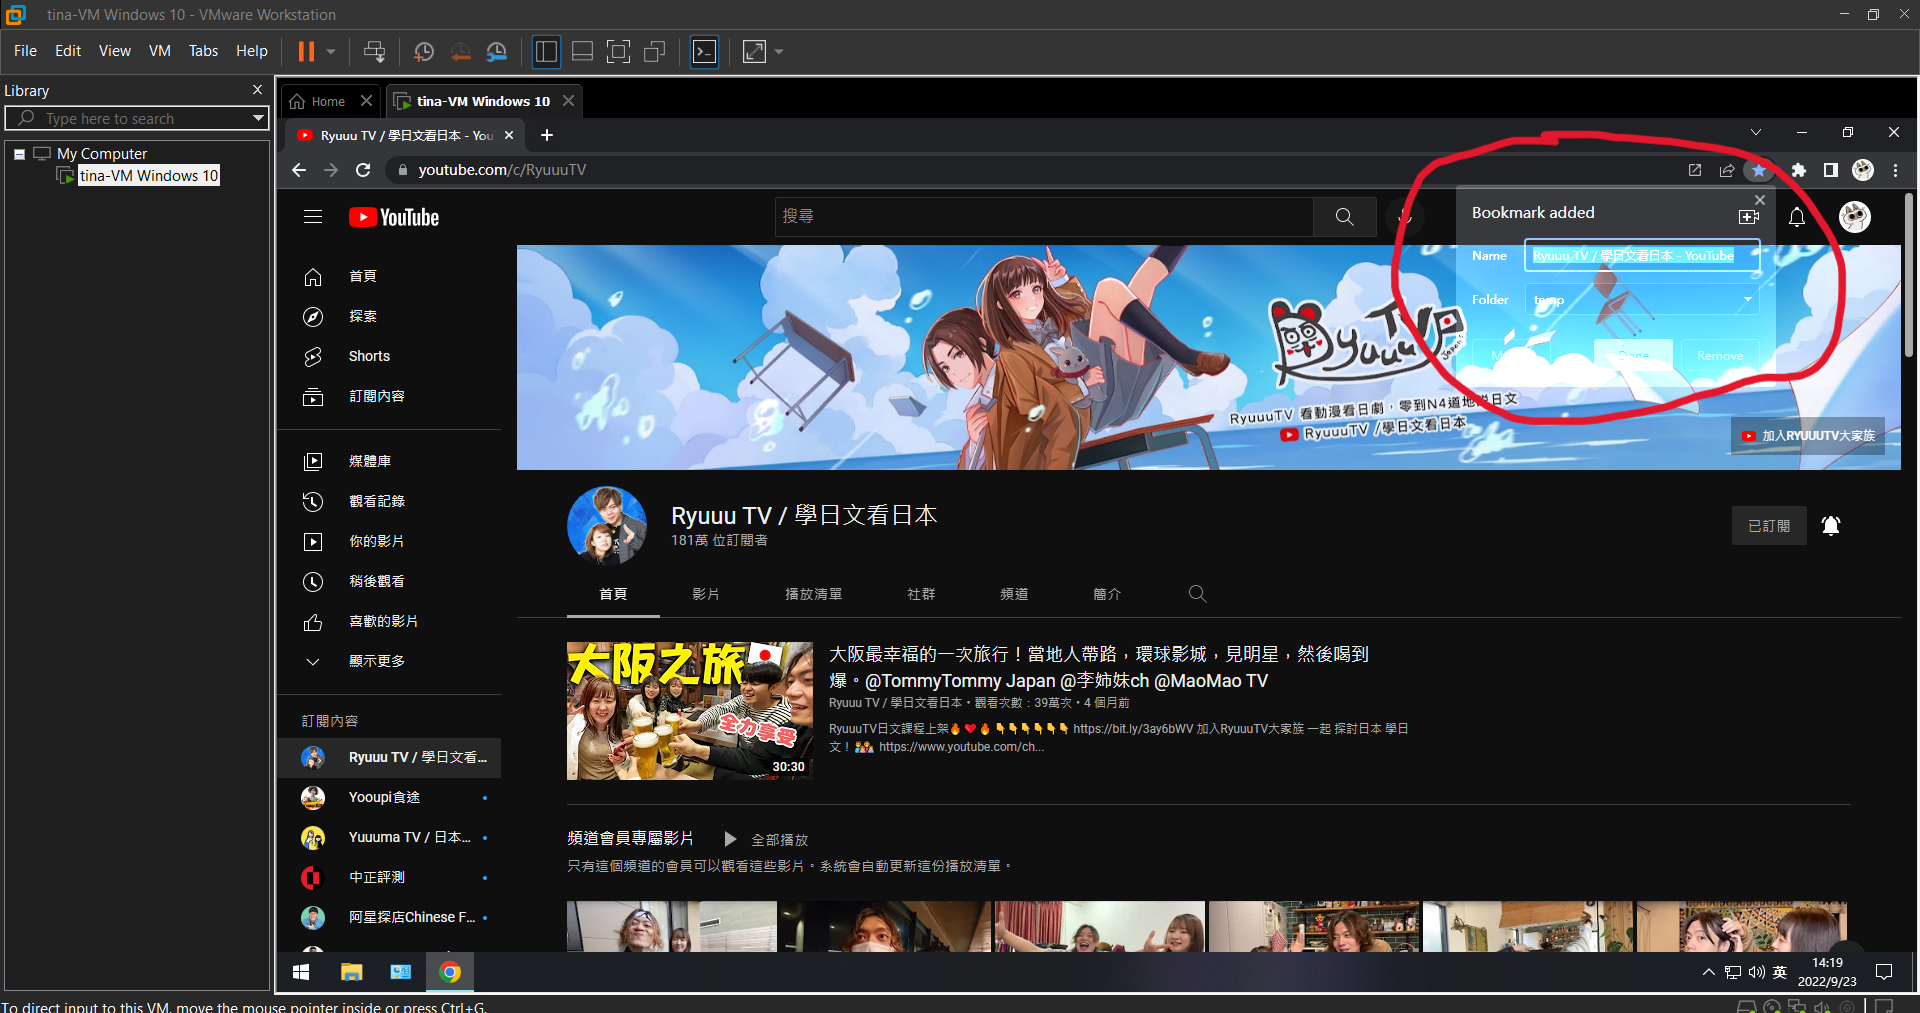 tina-VM Windows 10 - VMware Workstation
File Edit View VM Tabs Help
Library
Type here to search
My Computer
tina-VM Windows 10
Home
tina-VM Windows 10
Ryuuu TV / 學日文看日本 - You
youtube.com/c/RyuuuTV
YouTube
搜尋
Bookmark added
Name
Ryuuu TV / 學日文看日本 - YouTube
Folder
temp
Done
Remove
首頁
探索
Shorts
訂閱內容
媒體庫
觀看記錄
你的影片
稍後觀看
喜歡的影片
顯示更多
訂閱內容
Ryuuu TV / 學日文看...
Yooupi食途
Yuuuma TV / 日本...
中正評測
阿星探店Chinese F...
Ryuuu TV
Japan!
RyuuuTV 看動漫看日劇，零到N4道地說日文
RyuuuTV /學日文看日本
加入RYUUUTV大家族
Ryuuu TV / 學日文看日本
181萬 位訂閱者
已訂閱
首頁 影片 播放清單 社群 頻道 簡介
大阪之旅
全力享受
30:30
大阪最幸福的一次旅行！當地人帶路，環球影城，見明星，然後喝到
爆。@TommyTommy Japan @李姉妹ch @MaoMao TV
Ryuuu TV / 學日文看日本・觀看次數：39萬次・4 個月前
RyuuuTV日文課程上架🔥❤️🔥 👇👇👇👇👇👇 https://bit.ly/3ay6bWV 加入RyuuuTV大家族 一起 探討日本 學日
文！ 👨‍👩‍👧‍👦 https://www.youtube.com/ch...
頻道會員專屬影片
全部播放
只有這個頻道的會員可以觀看這些影片。系統會自動更新這份播放清單。
英
14:19
2022/9/23
To direct input to this VM, move the mouse pointer inside or press Ctrl+G.